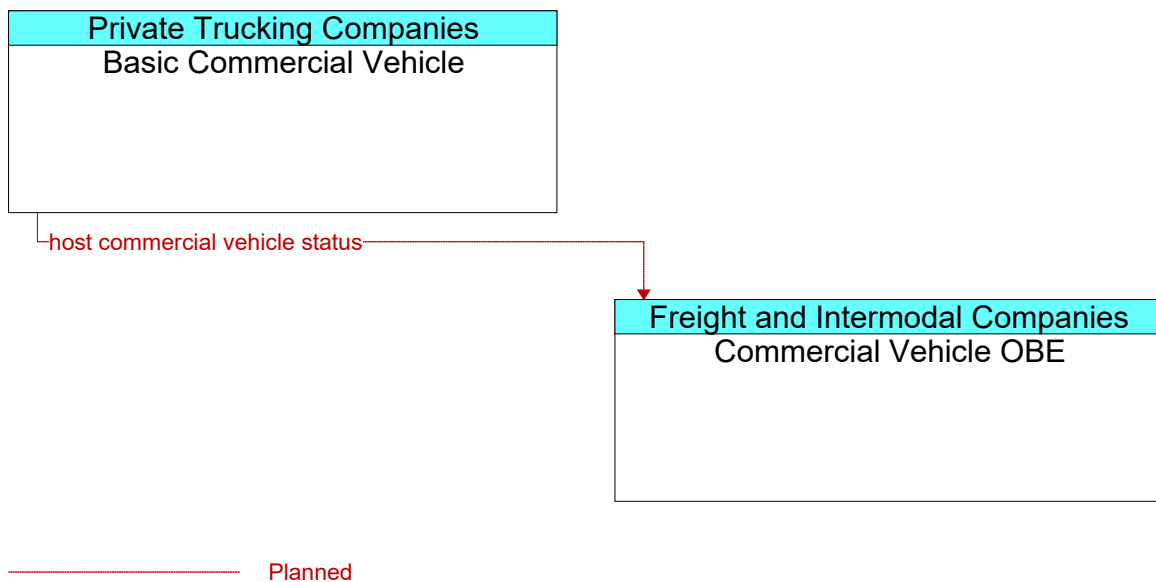 Private Trucking Companies
Basic Commercial Vehicle
host commercial vehicle status
Freight and Intermodal Companies
Commercial Vehicle OBE
Planned